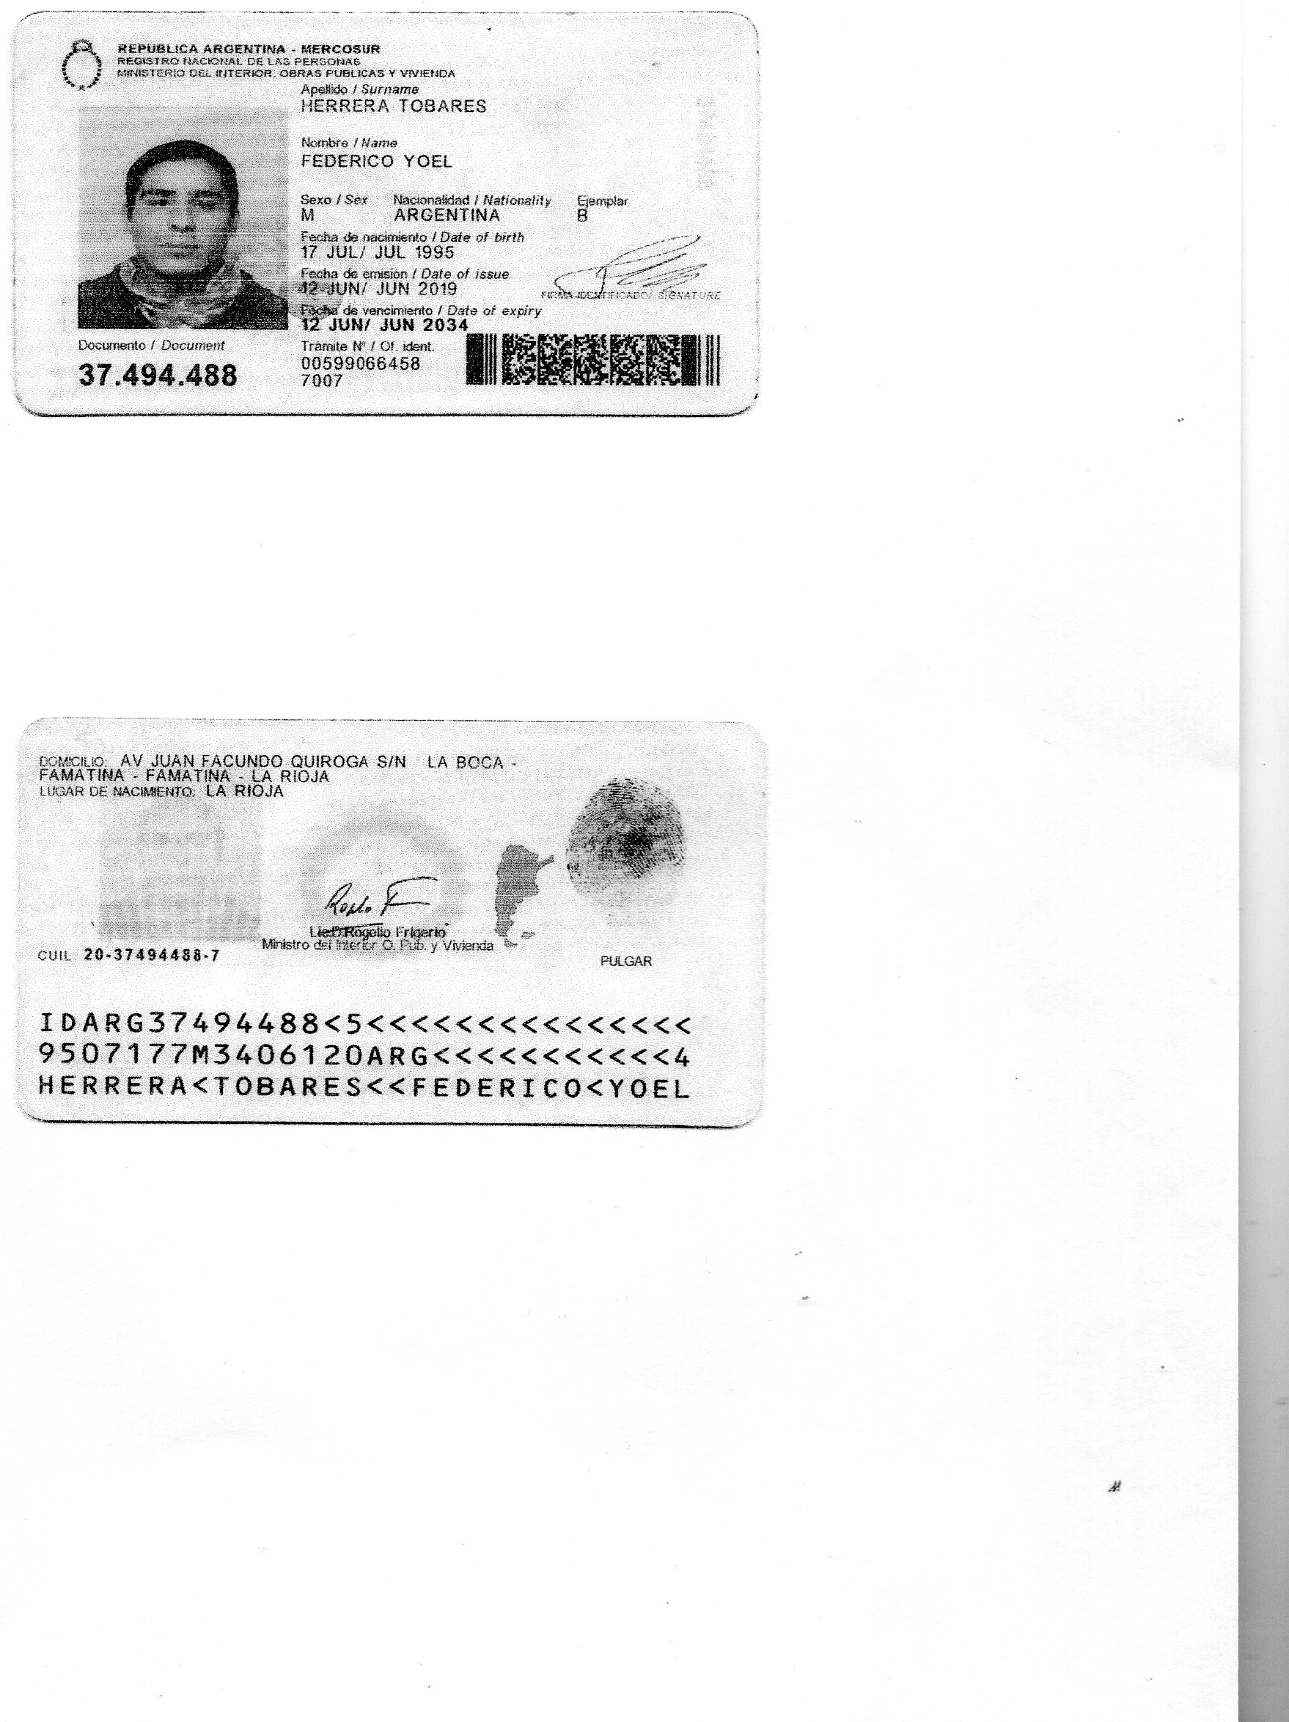 REPUBLICA ARGENTINA - MERCOSUR
REGISTRO NACIONAL DE LAS PERSONAS
MINISTERIO DEL INTERIOR, OBRAS PUBLICAS Y VIVIENDA
Apellido / Surname
HERRERA TOBARES
Nombre / Name
FEDERICO YOEL
Sexo / Sex Nacionalidad / Nationality Ejemplar
M ARGENTINA B
Fecha de nacimiento / Date of birth
17 JUL/ JUL 1995
Fecha de emisión / Date of issue
12 JUN/ JUN 2019
FIRMA IDENTIFICADO/ SIGNATURE
Fecha de vencimiento / Date of expiry
12 JUN/ JUN 2034
Documento / Document
37.494.488
Tramite Nº / Of. ident.
00599066458
7007
DOMICILIO: AV JUAN FACUNDO QUIROGA S/N LA BOCA -
FAMATINA - FAMATINA - LA RIOJA
LUGAR DE NACIMIENTO: LA RIOJA
Lic. Rogelio Frigerio
Ministro del Interior O. Pub. y Vivienda
CUIL 20-37494488-7
PULGAR
IDARG37494488<5<<<<<<<<<<<<<<<
9507177M3406120ARG<<<<<<<<<<<4
HERRERA<TOBARES<<FEDERICO<YOEL